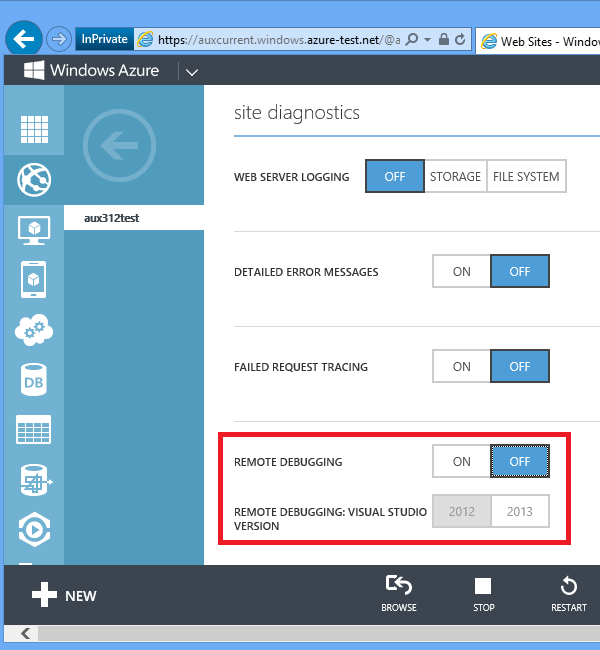 InPrivate https://auxcurrent.windows.azure-test.net/@a Web Sites - Windo
Windows Azure
site diagnostics
WEB SERVER LOGGING OFF STORAGE FILE SYSTEM
aux312test
DETAILED ERROR MESSAGES ON OFF
FAILED REQUEST TRACING ON OFF
DB
REMOTE DEBUGGING ON OFF
REMOTE DEBUGGING: VISUAL STUDIO 2012 2013
VERSION
NEW BROWSE STOP RESTART